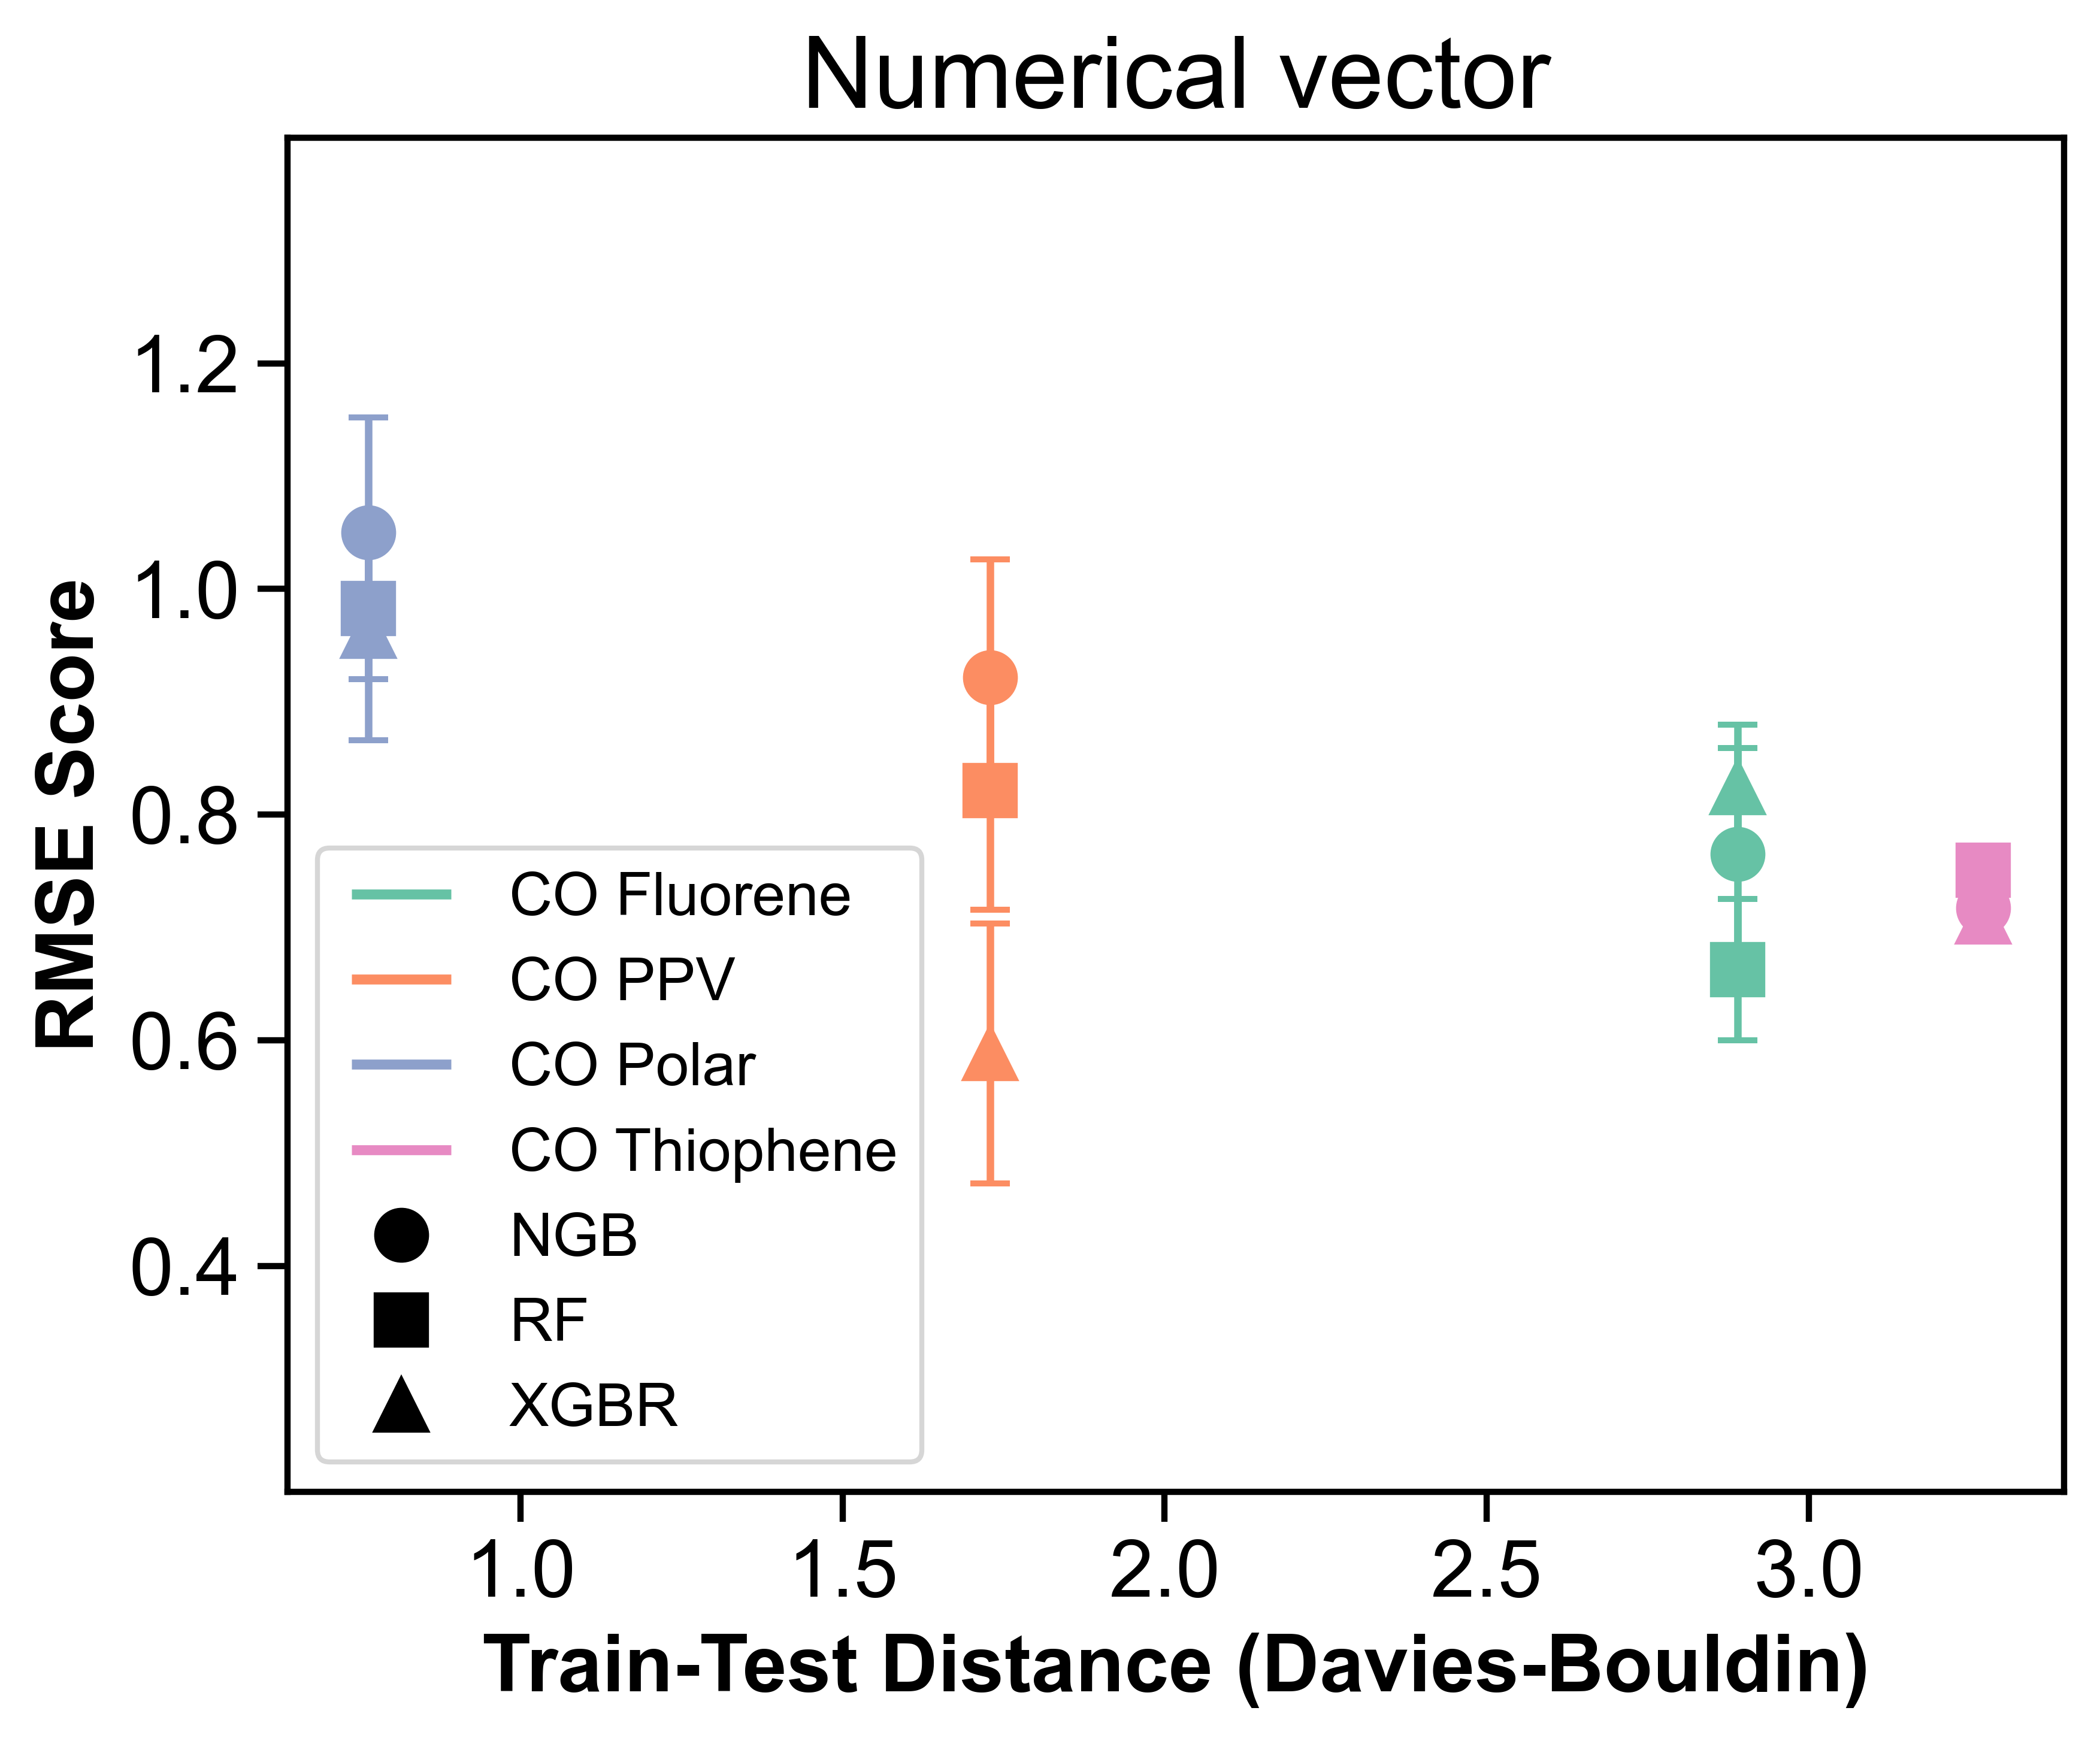 Numerical vector
RMSE Score
1.2
1.0
0.8
0.6
0.4
CO Fluorene
CO PPV
CO Polar
CO Thiophene
NGB
RF
XGBR
1.0 1.5 2.0 2.5 3.0
Train-Test Distance (Davies-Bouldin)